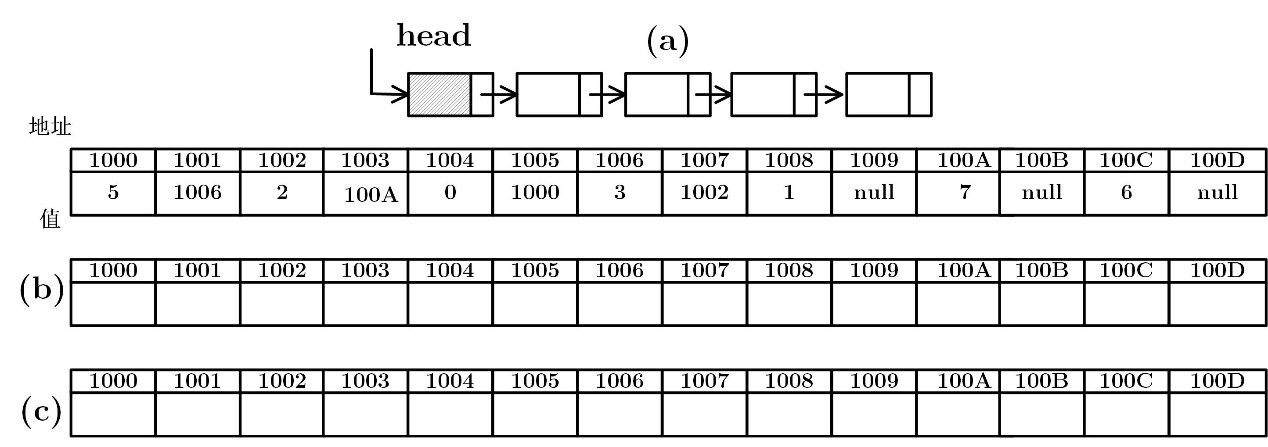 head
(a)
地址
1000 1001 1002 1003 1004 1005 1006 1007 1008 1009 100A 100B 100C 100D
5 1006 2 100A 0 1000 3 1002 1 null 7 null 6 null
值
1000 1001 1002 1003 1004 1005 1006 1007 1008 1009 100A 100B 100C 100D
(b)
1000 1001 1002 1003 1004 1005 1006 1007 1008 1009 100A 100B 100C 100D
(c)